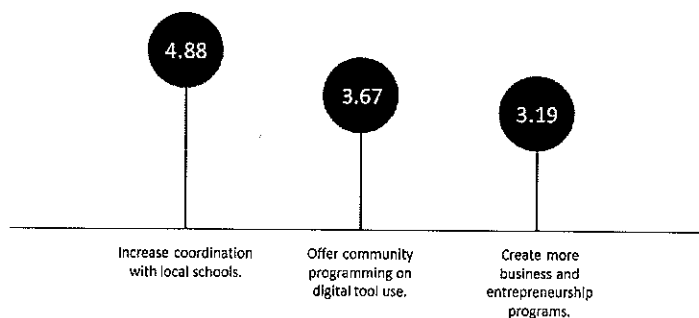 4.88
3.67
3.19
Increase coordination
with local schools.
Offer community
programming on
digital tool use.
Create more
business and
entrepreneurship
programs.